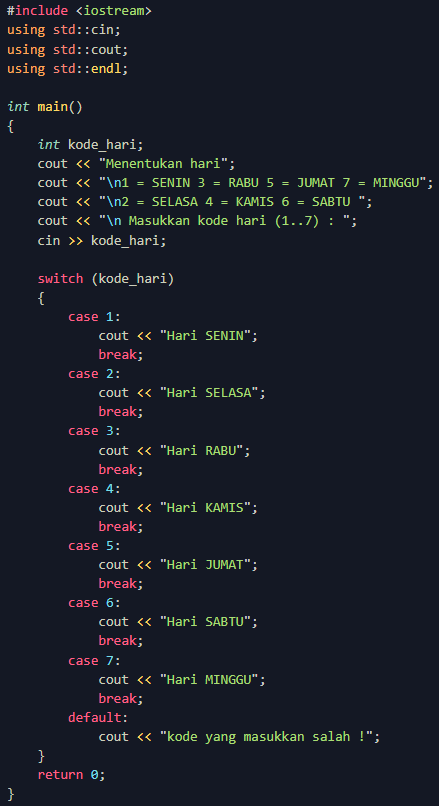 #include <iostream>
using std::cin;
using std::cout;
using std::endl;

int main()
{
    int kode_hari;
    cout << "Menentukan hari";
    cout << "\n1 = SENIN 3 = RABU 5 = JUMAT 7 = MINGGU";
    cout << "\n2 = SELASA 4 = KAMIS 6 = SABTU ";
    cout << "\n Masukkan kode hari (1..7) : ";
    cin >> kode_hari;

    switch (kode_hari)
    {
        case 1:
            cout << "Hari SENIN";
            break;
        case 2:
            cout << "Hari SELASA";
            break;
        case 3:
            cout << "Hari RABU";
            break;
        case 4:
            cout << "Hari KAMIS";
            break;
        case 5:
            cout << "Hari JUMAT";
            break;
        case 6:
            cout << "Hari SABTU";
            break;
        case 7:
            cout << "Hari MINGGU";
            break;
        default:
            cout << "kode yang masukkan salah !";
    }
    return 0;
}